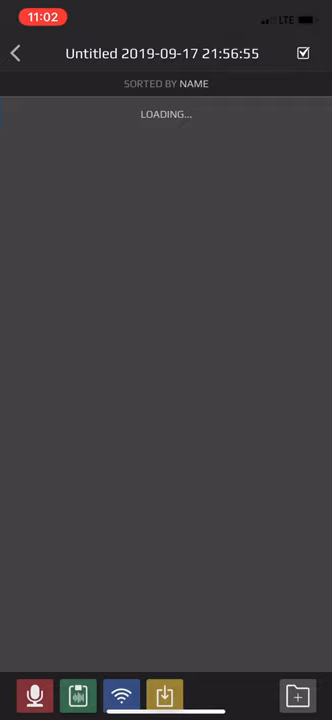 11:02
LTE
Untitled 2019-09-17 21:56:55
SORTED BY NAME
LOADING...